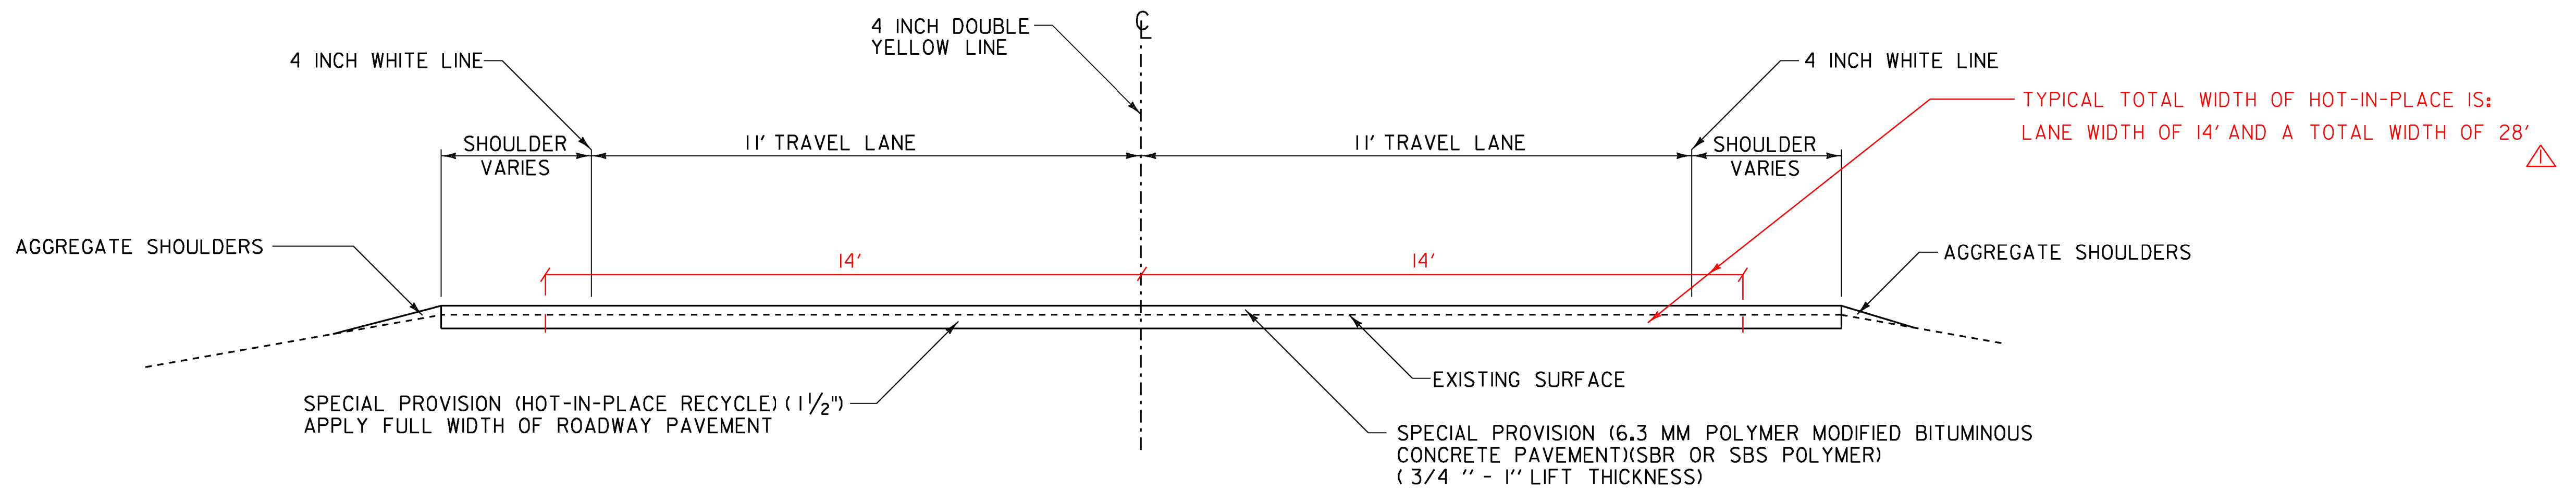 ℄
4 INCH DOUBLE
YELLOW LINE
4 INCH WHITE LINE
4 INCH WHITE LINE
TYPICAL TOTAL WIDTH OF HOT-IN-PLACE IS:
LANE WIDTH OF 14' AND A TOTAL WIDTH OF 28'
1
SHOULDER
VARIES
11' TRAVEL LANE
11' TRAVEL LANE
SHOULDER
VARIES
AGGREGATE SHOULDERS
14'
14'
AGGREGATE SHOULDERS
EXISTING SURFACE
SPECIAL PROVISION (HOT-IN-PLACE RECYCLE) (1 1/2")
APPLY FULL WIDTH OF ROADWAY PAVEMENT
SPECIAL PROVISION (6.3 MM POLYMER MODIFIED BITUMINOUS
CONCRETE PAVEMENT)(SBR OR SBS POLYMER)
( 3/4 " - 1" LIFT THICKNESS)